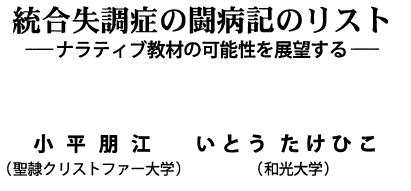 統合失調症の闘病記のリスト
── ナラティブ教材の可能性を展望する ──
小平朋江 いとうたけひこ
（聖隷クリストファー大学） （和光大学）